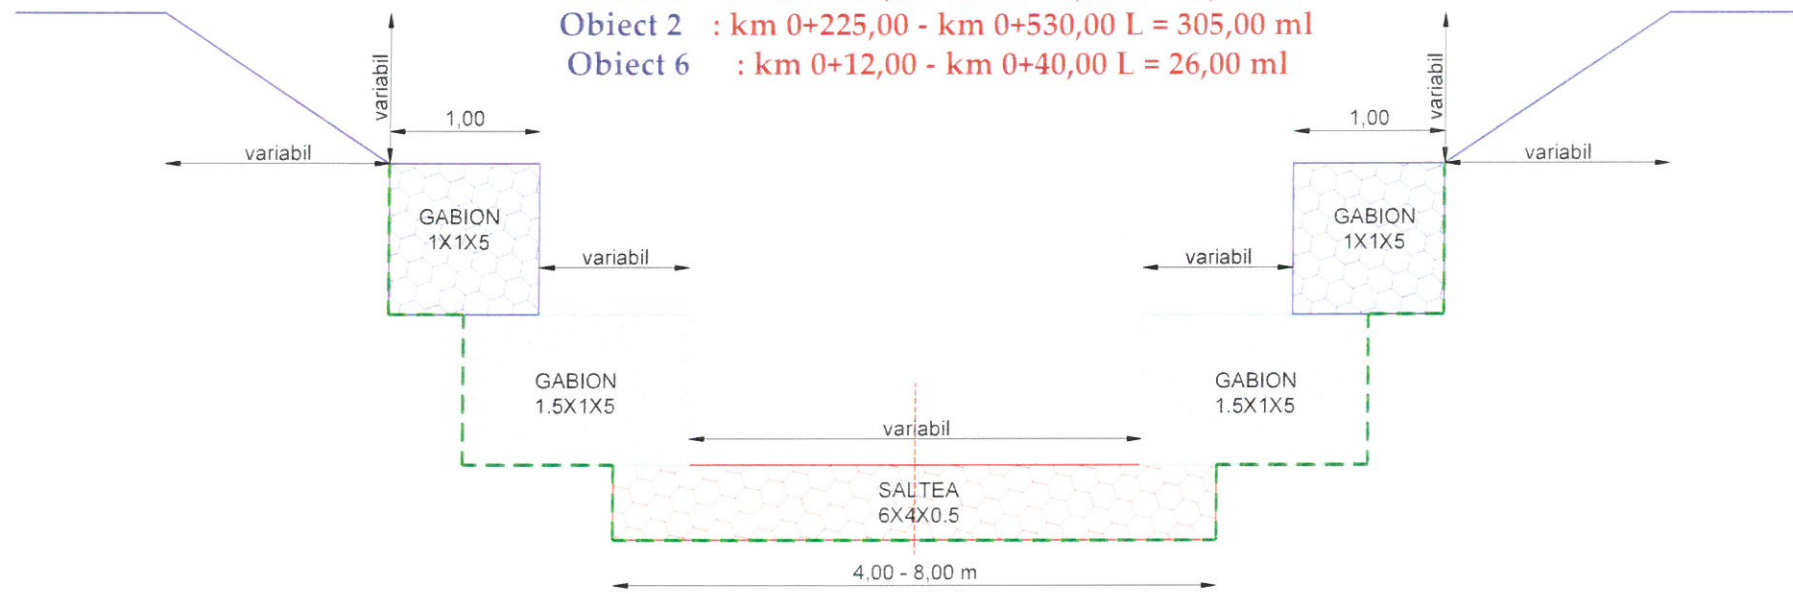 Obiect 2 : km 0+225,00 - km 0+530,00 L = 305,00 ml
Obiect 6 : km 0+12,00 - km 0+40,00 L = 26,00 ml
variabil
variabil
1,00
1,00
variabil
variabil
GABION
1X1X5
GABION
1X1X5
variabil
variabil
GABION
1.5X1X5
GABION
1.5X1X5
variabil
SALTEA
6X4X0.5
4,00 - 8,00 m